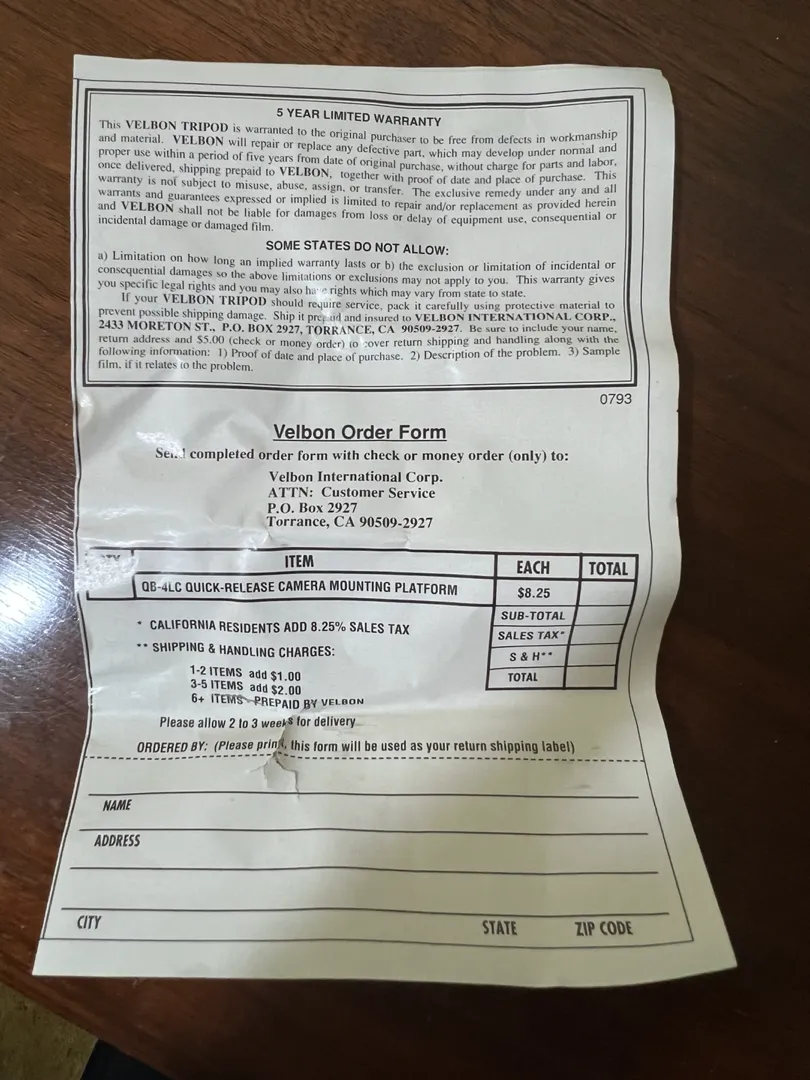 5 YEAR LIMITED WARRANTY
This VELBON TRIPOD is warranted to the original purchaser to be free from defects in workmanship
and material. VELBON will repair or replace any defective part, which may develop under normal and
proper use within a period of five years from date of original purchase, without charge for parts and labor,
once delivered, shipping prepaid to VELBON, together with proof of date and place of purchase. This
warranty is not subject to misuse, abuse, assign, or transfer. The exclusive remedy under any and all
warrants and guarantees expressed or implied is limited to repair and/or replacement as provided herein
and VELBON shall not be liable for damages from loss or delay of equipment use, consequential or
incidental damage or damaged film.
SOME STATES DO NOT ALLOW:
a) Limitation on how long an implied warranty lasts or b) the exclusion or limitation of incidental or
consequential damages so the above limitations or exclusions may not apply to you. This warranty gives
you specific legal rights and you may also have rights which may vary from state to state.
If your VELBON TRIPOD should require service, pack it carefully using protective material to
prevent possible shipping damage. Ship it prepaid and insured to VELBON INTERNATIONAL CORP.,
2433 MORETON ST., P.O. BOX 2927, TORRANCE, CA 90509-2927. Be sure to include your name,
return address and $5.00 (check or money order) to cover return shipping and handling along with the
following information: 1) Proof of date and place of purchase. 2) Description of the problem. 3) Sample
film, if it relates to the problem.
0793
Velbon Order Form
Send completed order form with check or money order (only) to:
Velbon International Corp.
ATTN: Customer Service
P.O. Box 2927
Torrance, CA 90509-2927
ITEM EACH TOTAL
QB-4LC QUICK-RELEASE CAMERA MOUNTING PLATFORM $8.25
SUB-TOTAL
* CALIFORNIA RESIDENTS ADD 8.25% SALES TAX
SALES TAX*
** SHIPPING & HANDLING CHARGES:
S & H**
1-2 ITEMS add $1.00
TOTAL
3-5 ITEMS add $2.00
6+ ITEMS PREPAID BY VELBON
Please allow 2 to 3 weeks for delivery
ORDERED BY: (Please print, this form will be used as your return shipping label)
NAME
ADDRESS
CITY STATE ZIP CODE